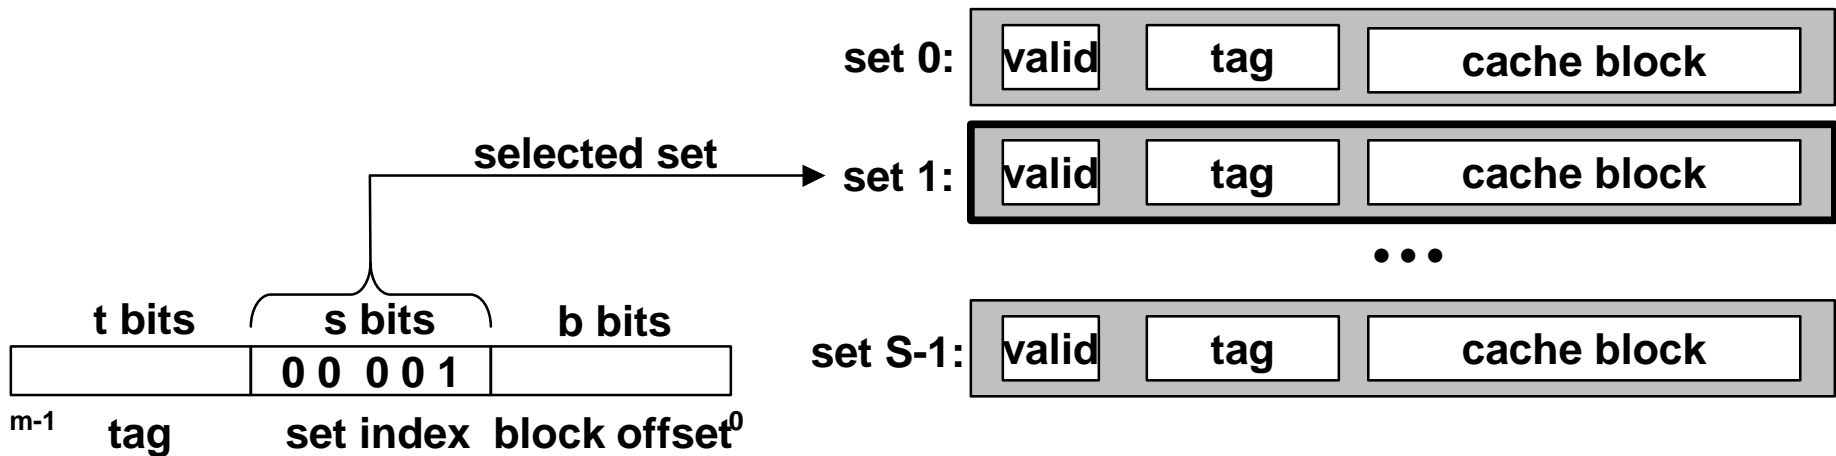 set 0: valid tag cache block
selected set
set 1: valid tag cache block
• • •
t bits s bits b bits
0 0 0 0 1
set S-1: valid tag cache block
m-1 tag set index block offset 0